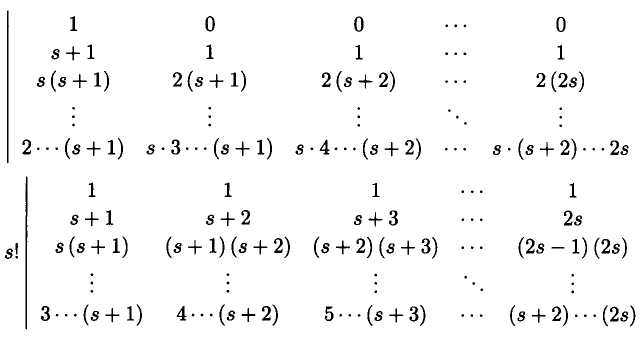 1 0 0 ⋯ 0
s + 1 1 1 ⋯ 1
s (s + 1) 2 (s + 1) 2 (s + 2) ⋯ 2 (2s)
⋮ ⋮ ⋮ ⋱ ⋮
2 ⋯ (s + 1) s · 3 ⋯ (s + 1) s · 4 ⋯ (s + 2) ⋯ s · (s + 2) ⋯ 2s
1 1 1 ⋯ 1
s + 1 s + 2 s + 3 ⋯ 2s
s! s (s + 1) (s + 1) (s + 2) (s + 2) (s + 3) ⋯ (2s − 1) (2s)
⋮ ⋮ ⋮ ⋱ ⋮
3 ⋯ (s + 1) 4 ⋯ (s + 2) 5 ⋯ (s + 3) ⋯ (s + 2) ⋯ (2s)